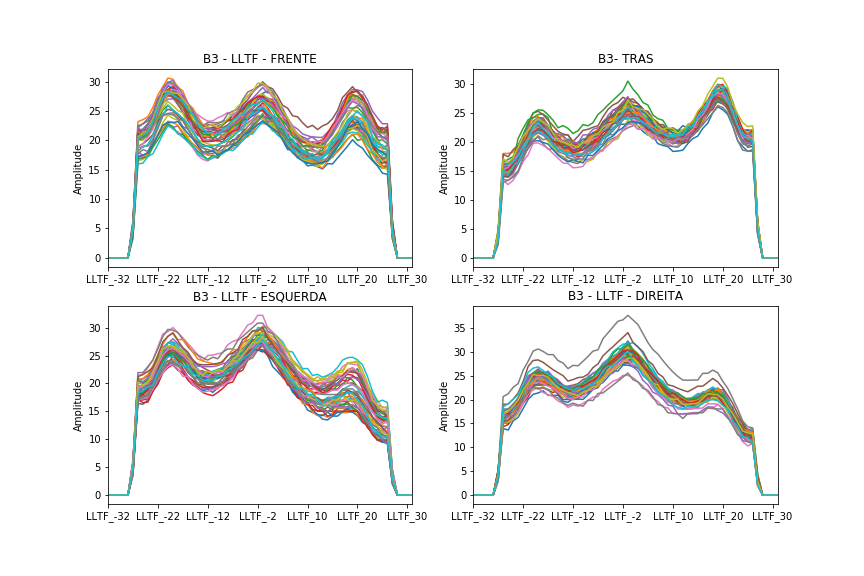 B3 - LLTF - FRENTE
30
25
20
15
10
5
0
Amplitude
LLTF_-32 LLTF_-22 LLTF_-12 LLTF_-2 LLTF_10 LLTF_20 LLTF_30
B3- TRAS
30
25
20
15
10
5
0
Amplitude
LLTF_-32 LLTF_-22 LLTF_-12 LLTF_-2 LLTF_10 LLTF_20 LLTF_30
B3 - LLTF - ESQUERDA
30
25
20
15
10
5
0
Amplitude
LLTF_-32 LLTF_-22 LLTF_-12 LLTF_-2 LLTF_10 LLTF_20 LLTF_30
B3 - LLTF - DIREITA
35
30
25
20
15
10
5
0
Amplitude
LLTF_-32 LLTF_-22 LLTF_-12 LLTF_-2 LLTF_10 LLTF_20 LLTF_30